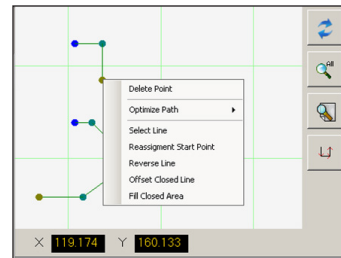 All
Delete Point
Optimize Path
Select Line
Reassigment Start Point
Reverse Line
Offset Closed Line
Fill Closed Area
X 119.174 Y 160.133